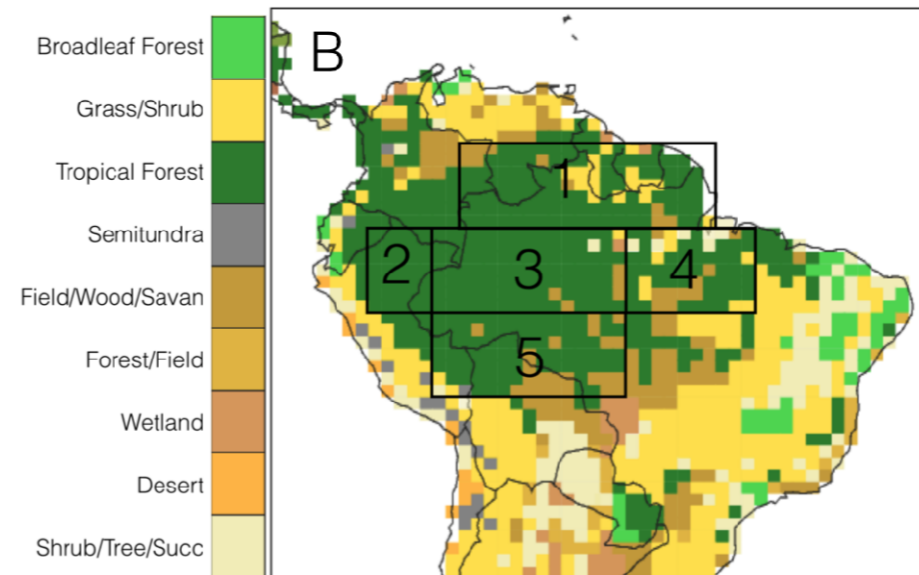 Broadleaf Forest
Grass/Shrub
Tropical Forest
Semitundra
Field/Wood/Savan
Forest/Field
Wetland
Desert
Shrub/Tree/Succ
B
1
2
3
4
5